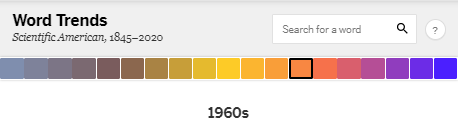 Word Trends
Scientific American, 1845–2020
Search for a word
?
1960s